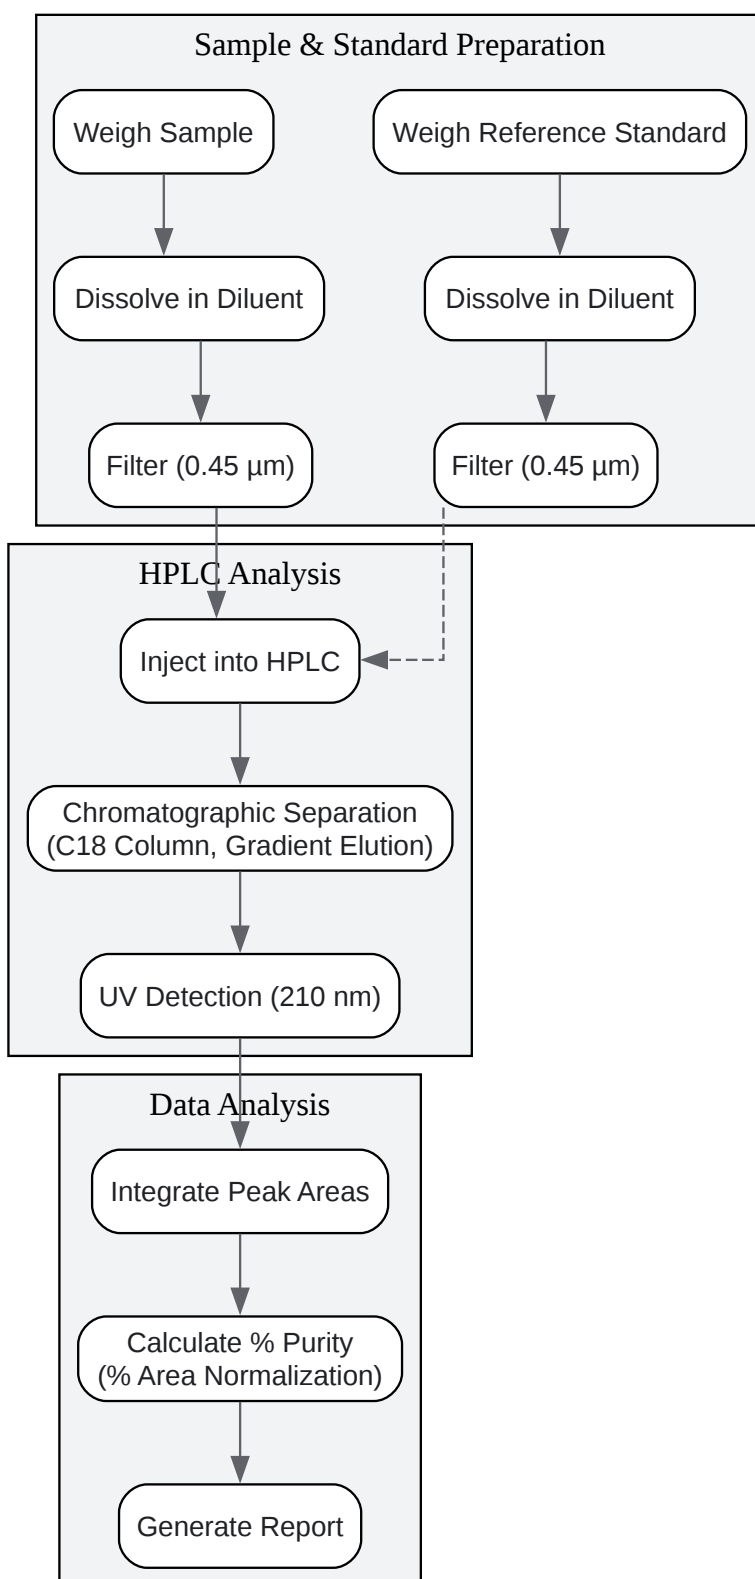 Sample & Standard Preparation
Weigh Sample
Weigh Reference Standard
Dissolve in Diluent
Dissolve in Diluent
Filter (0.45 µm)
Filter (0.45 µm)
HPLC Analysis
Inject into HPLC
Chromatographic Separation
(C18 Column, Gradient Elution)
UV Detection (210 nm)
Data Analysis
Integrate Peak Areas
Calculate % Purity
(% Area Normalization)
Generate Report